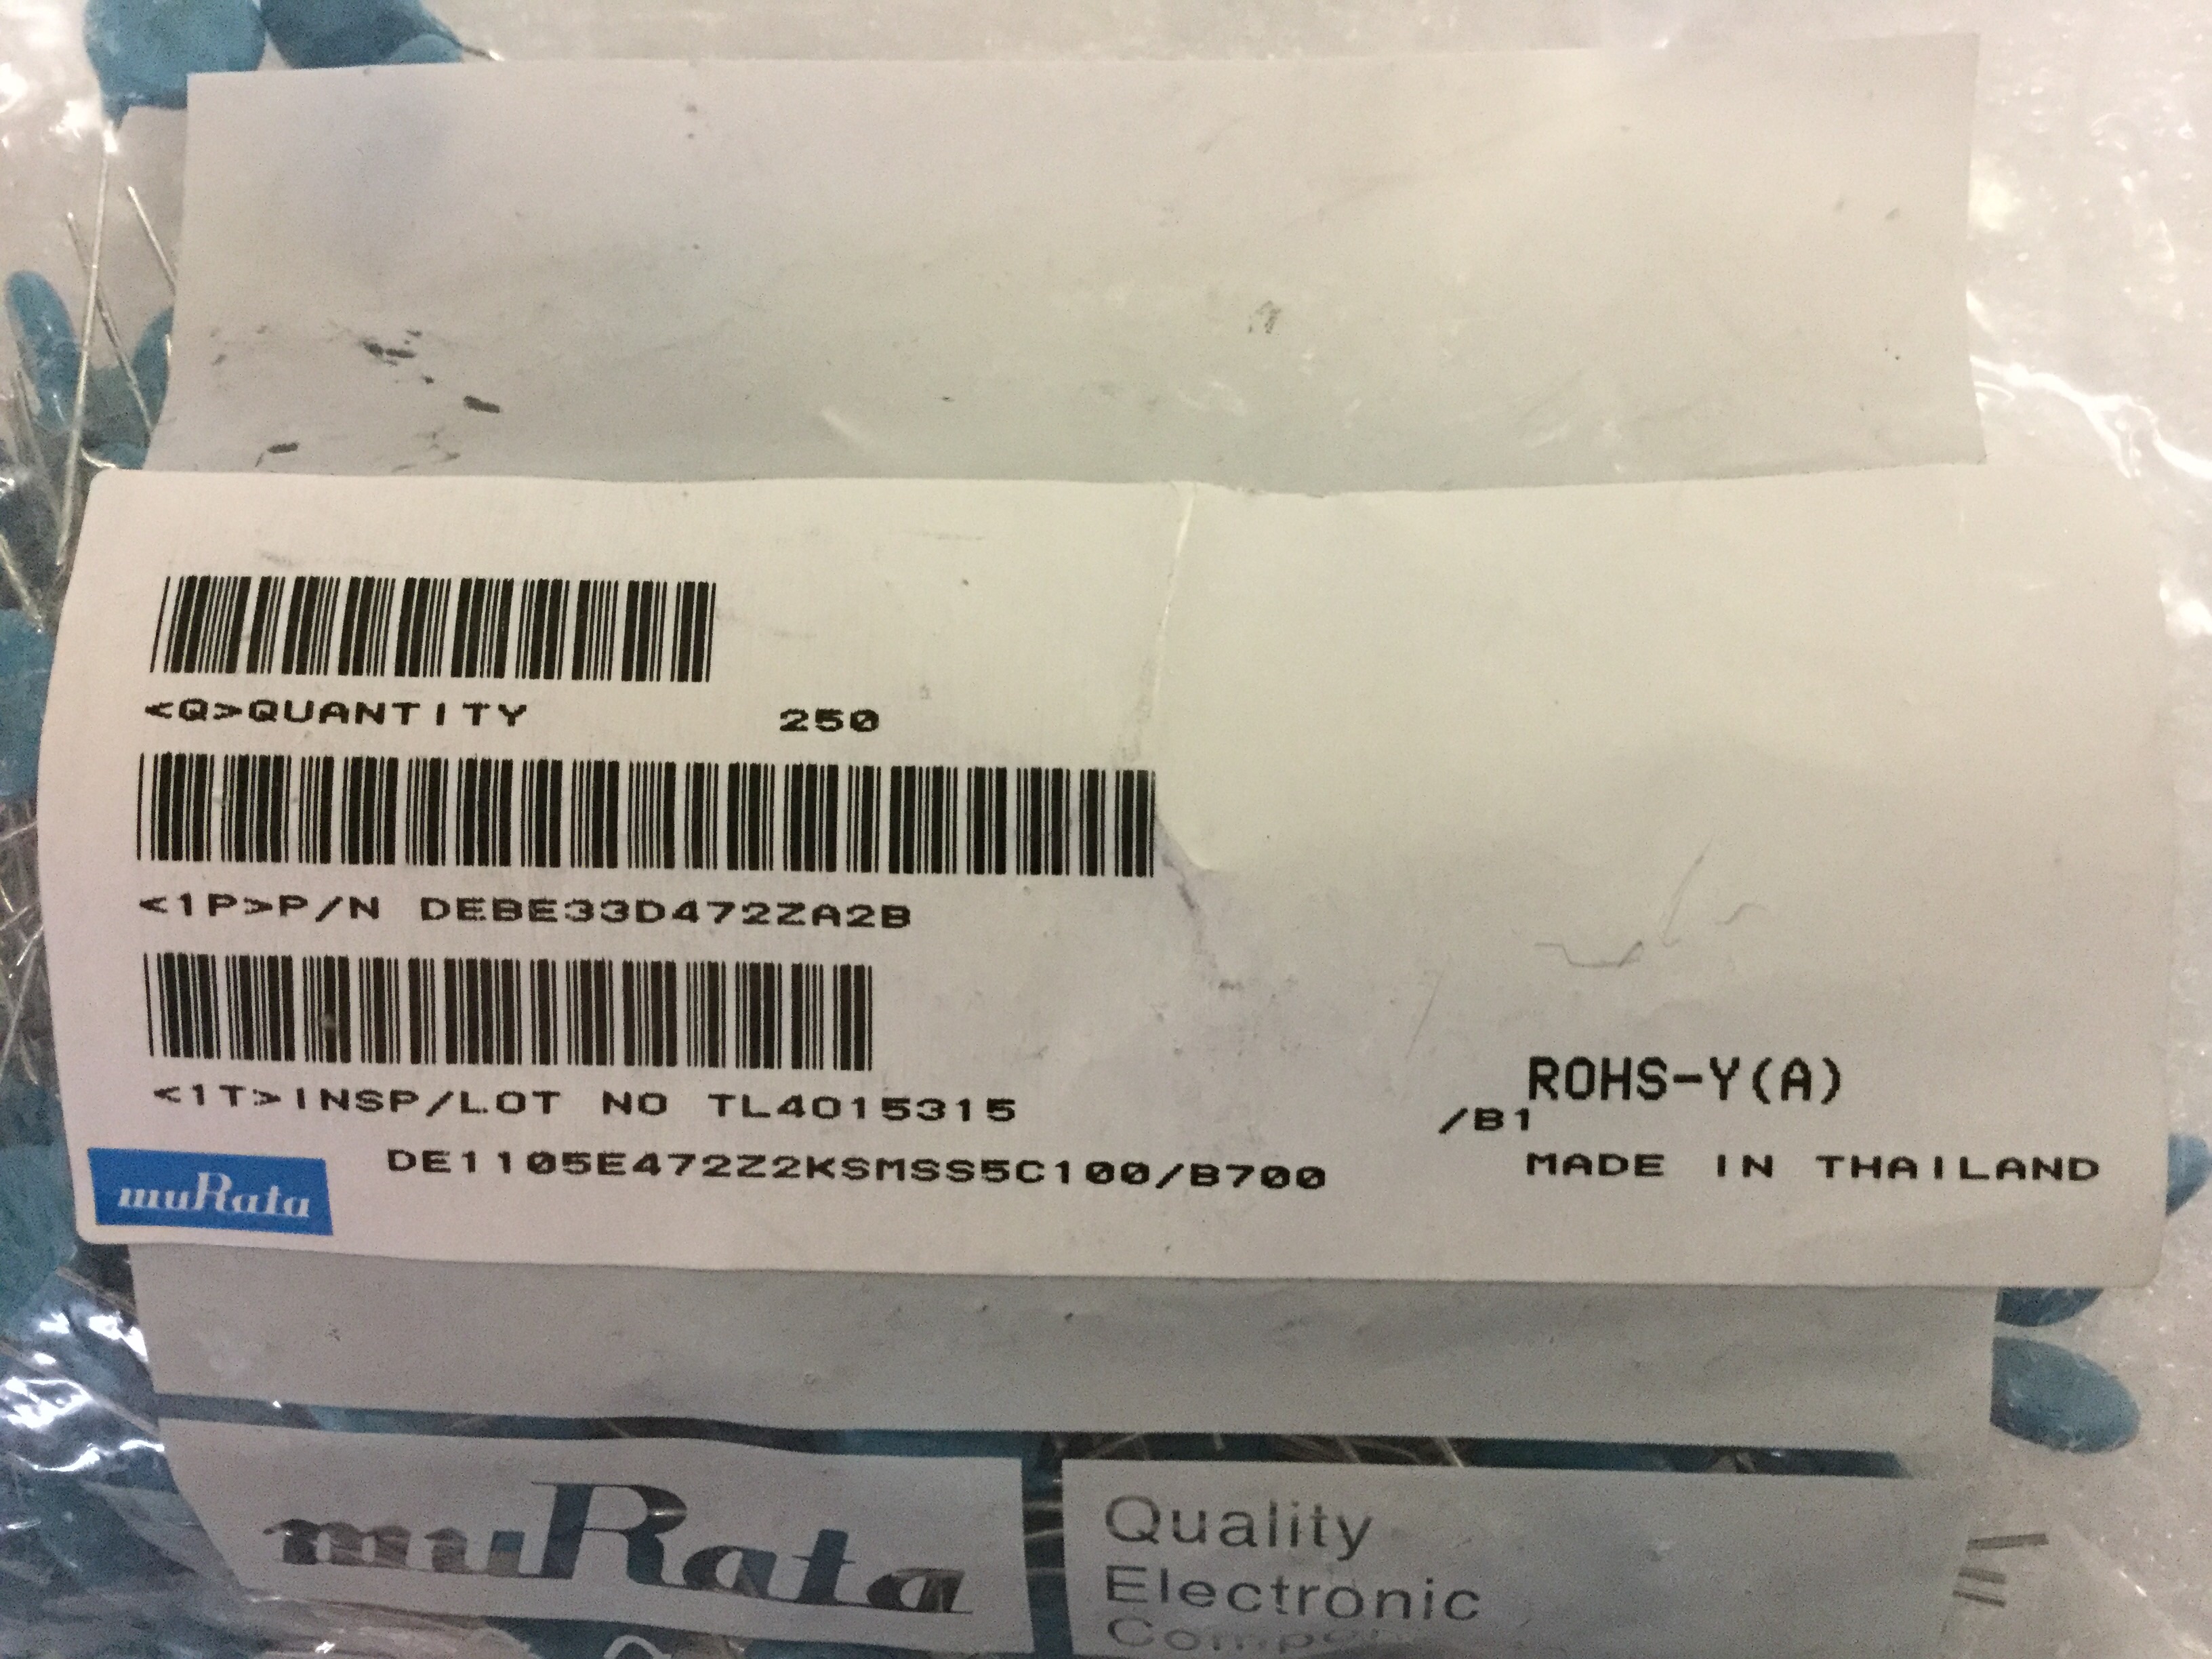 <Q>QUANTITY 250
<1P>P/N DEBE33D472ZA2B
<1T>INSP/LOT NO TL4015315
ROHS-Y(A)
/B1
muRata DE1105E472Z2KSMSS5C100/B700 MADE IN THAILAND
muRata
Quality
Electronic